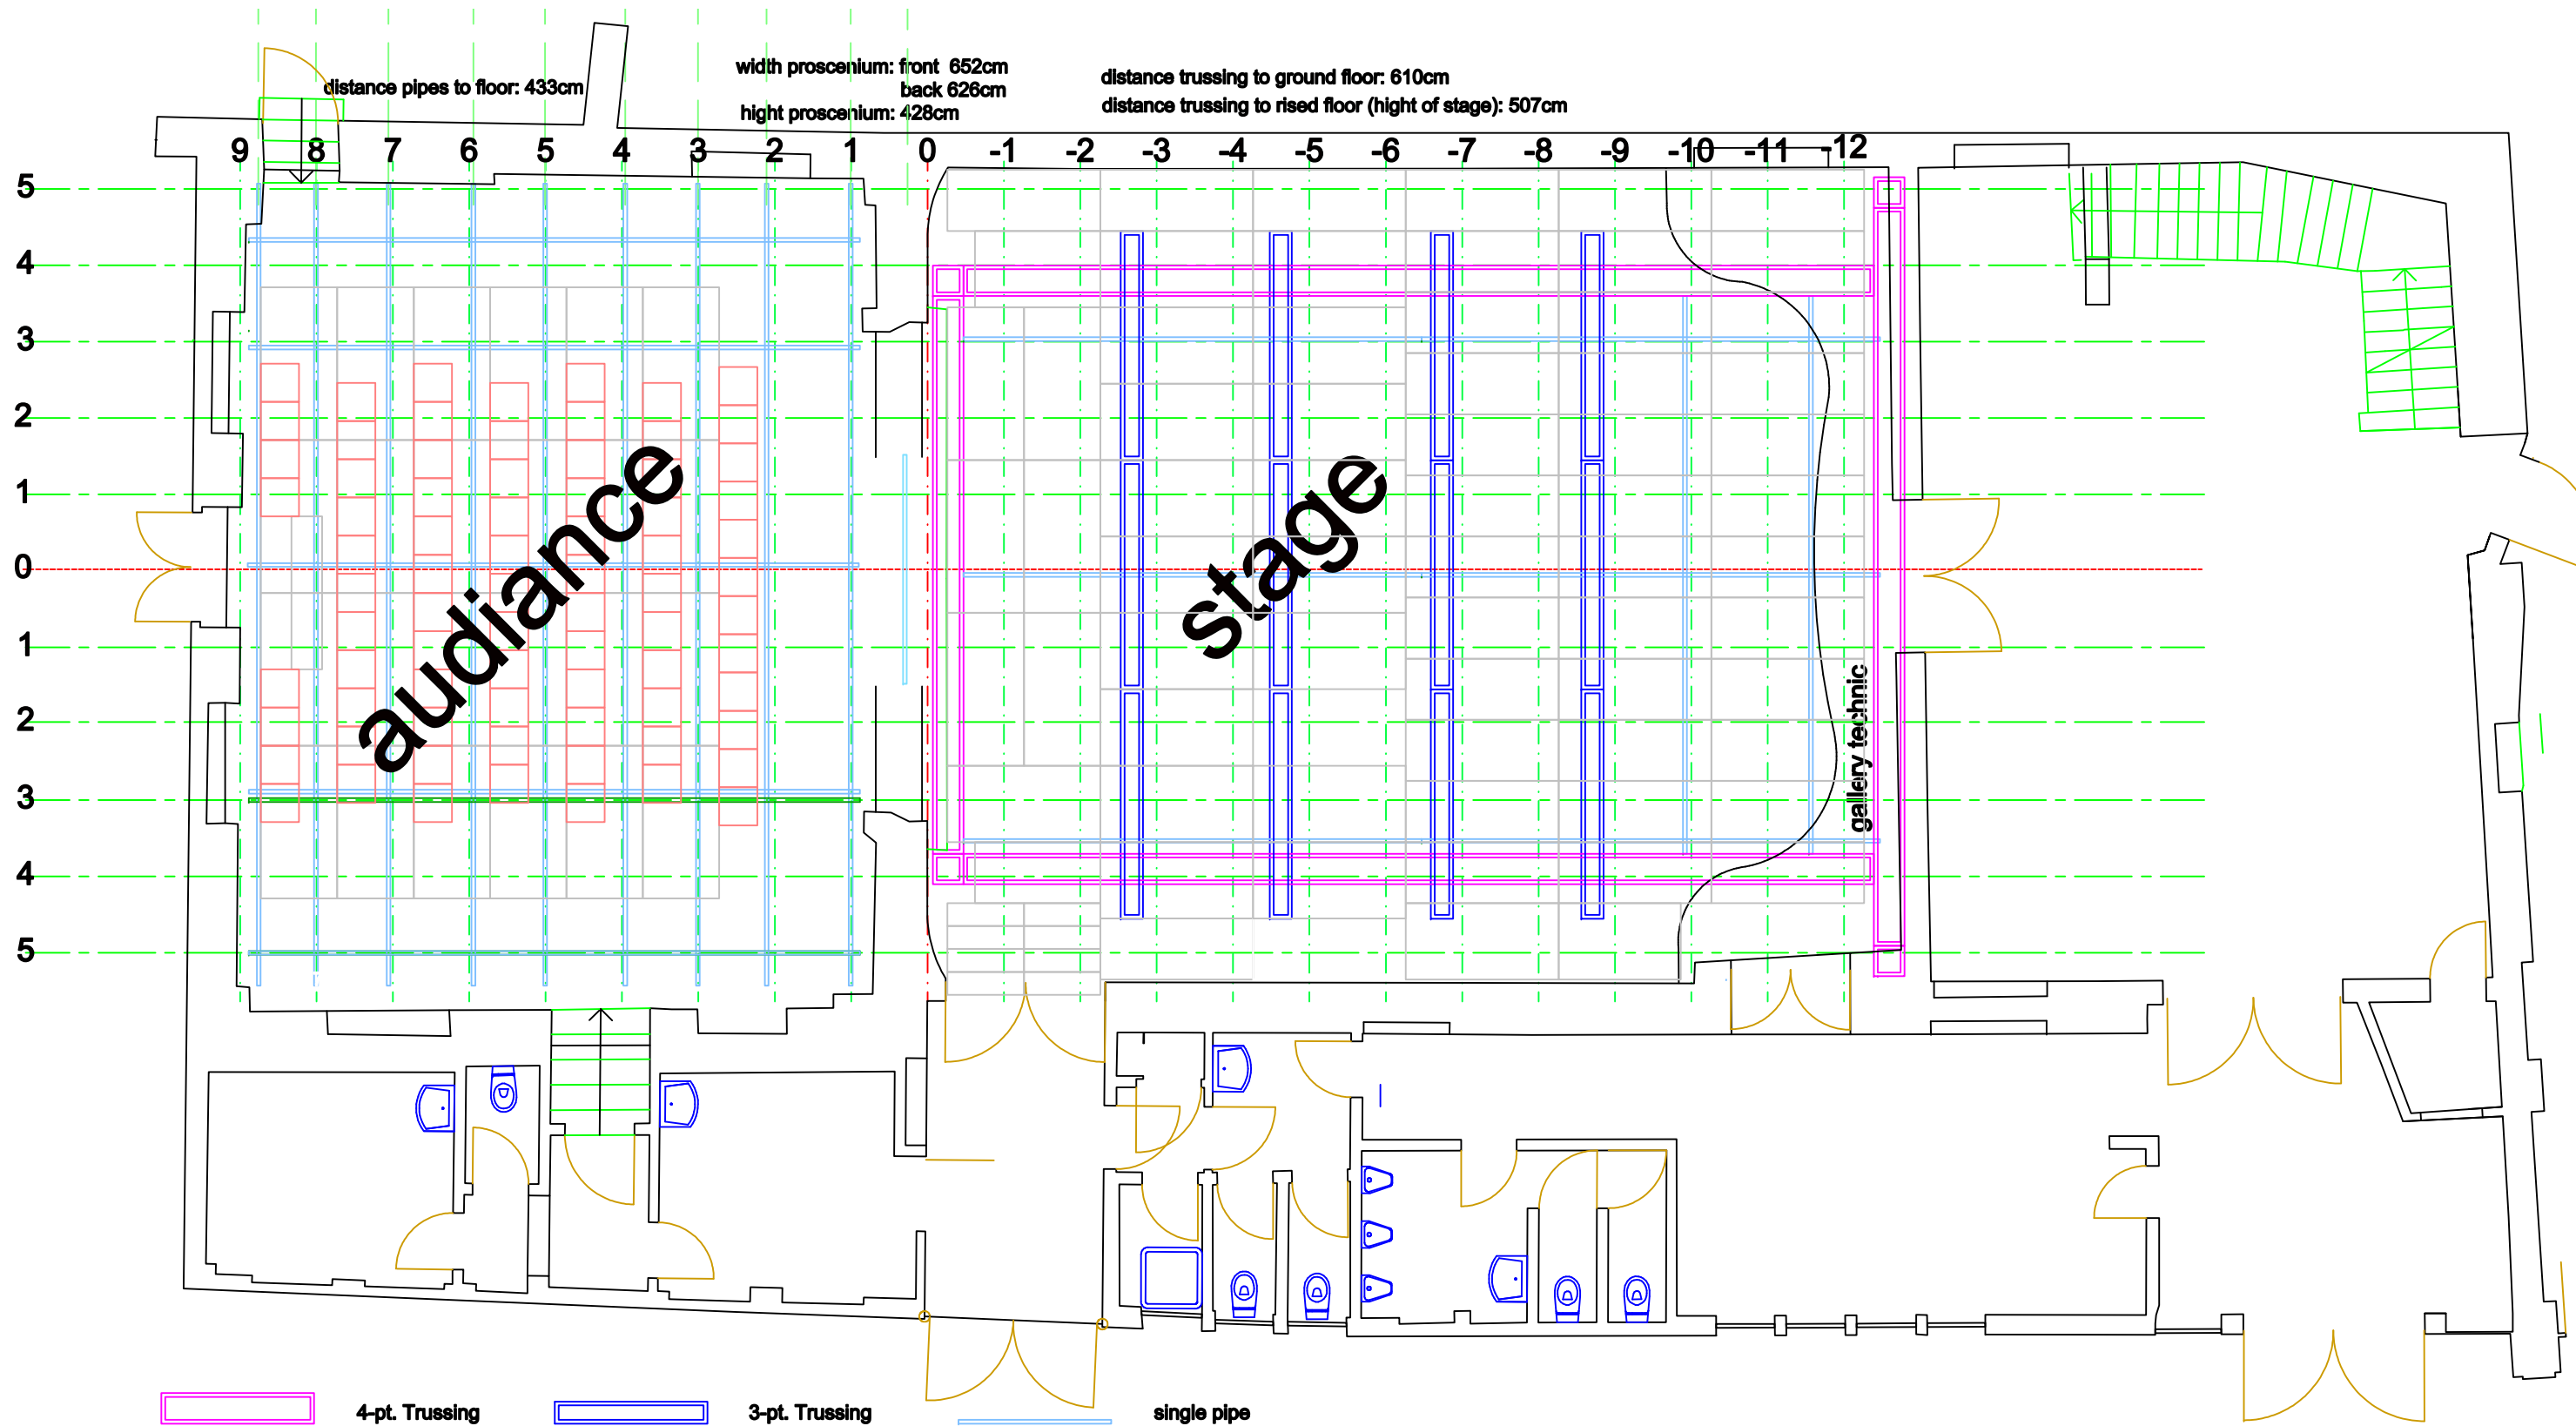 width proscenium: front 652cm
back 626cm
hight proscenium: 428cm
distance pipes to floor: 433cm
distance trussing to ground floor: 610cm
distance trussing to rised floor (hight of stage): 507cm
9 8 7 6 5 4 3 2 1 0 -1 -2 -3 -4 -5 -6 -7 -8 -9 -10 -11 -12
5
4
3
2
1
0
1
2
3
4
5
audiance
stage
gallery technic
4-pt. Trussing
3-pt. Trussing
single pipe